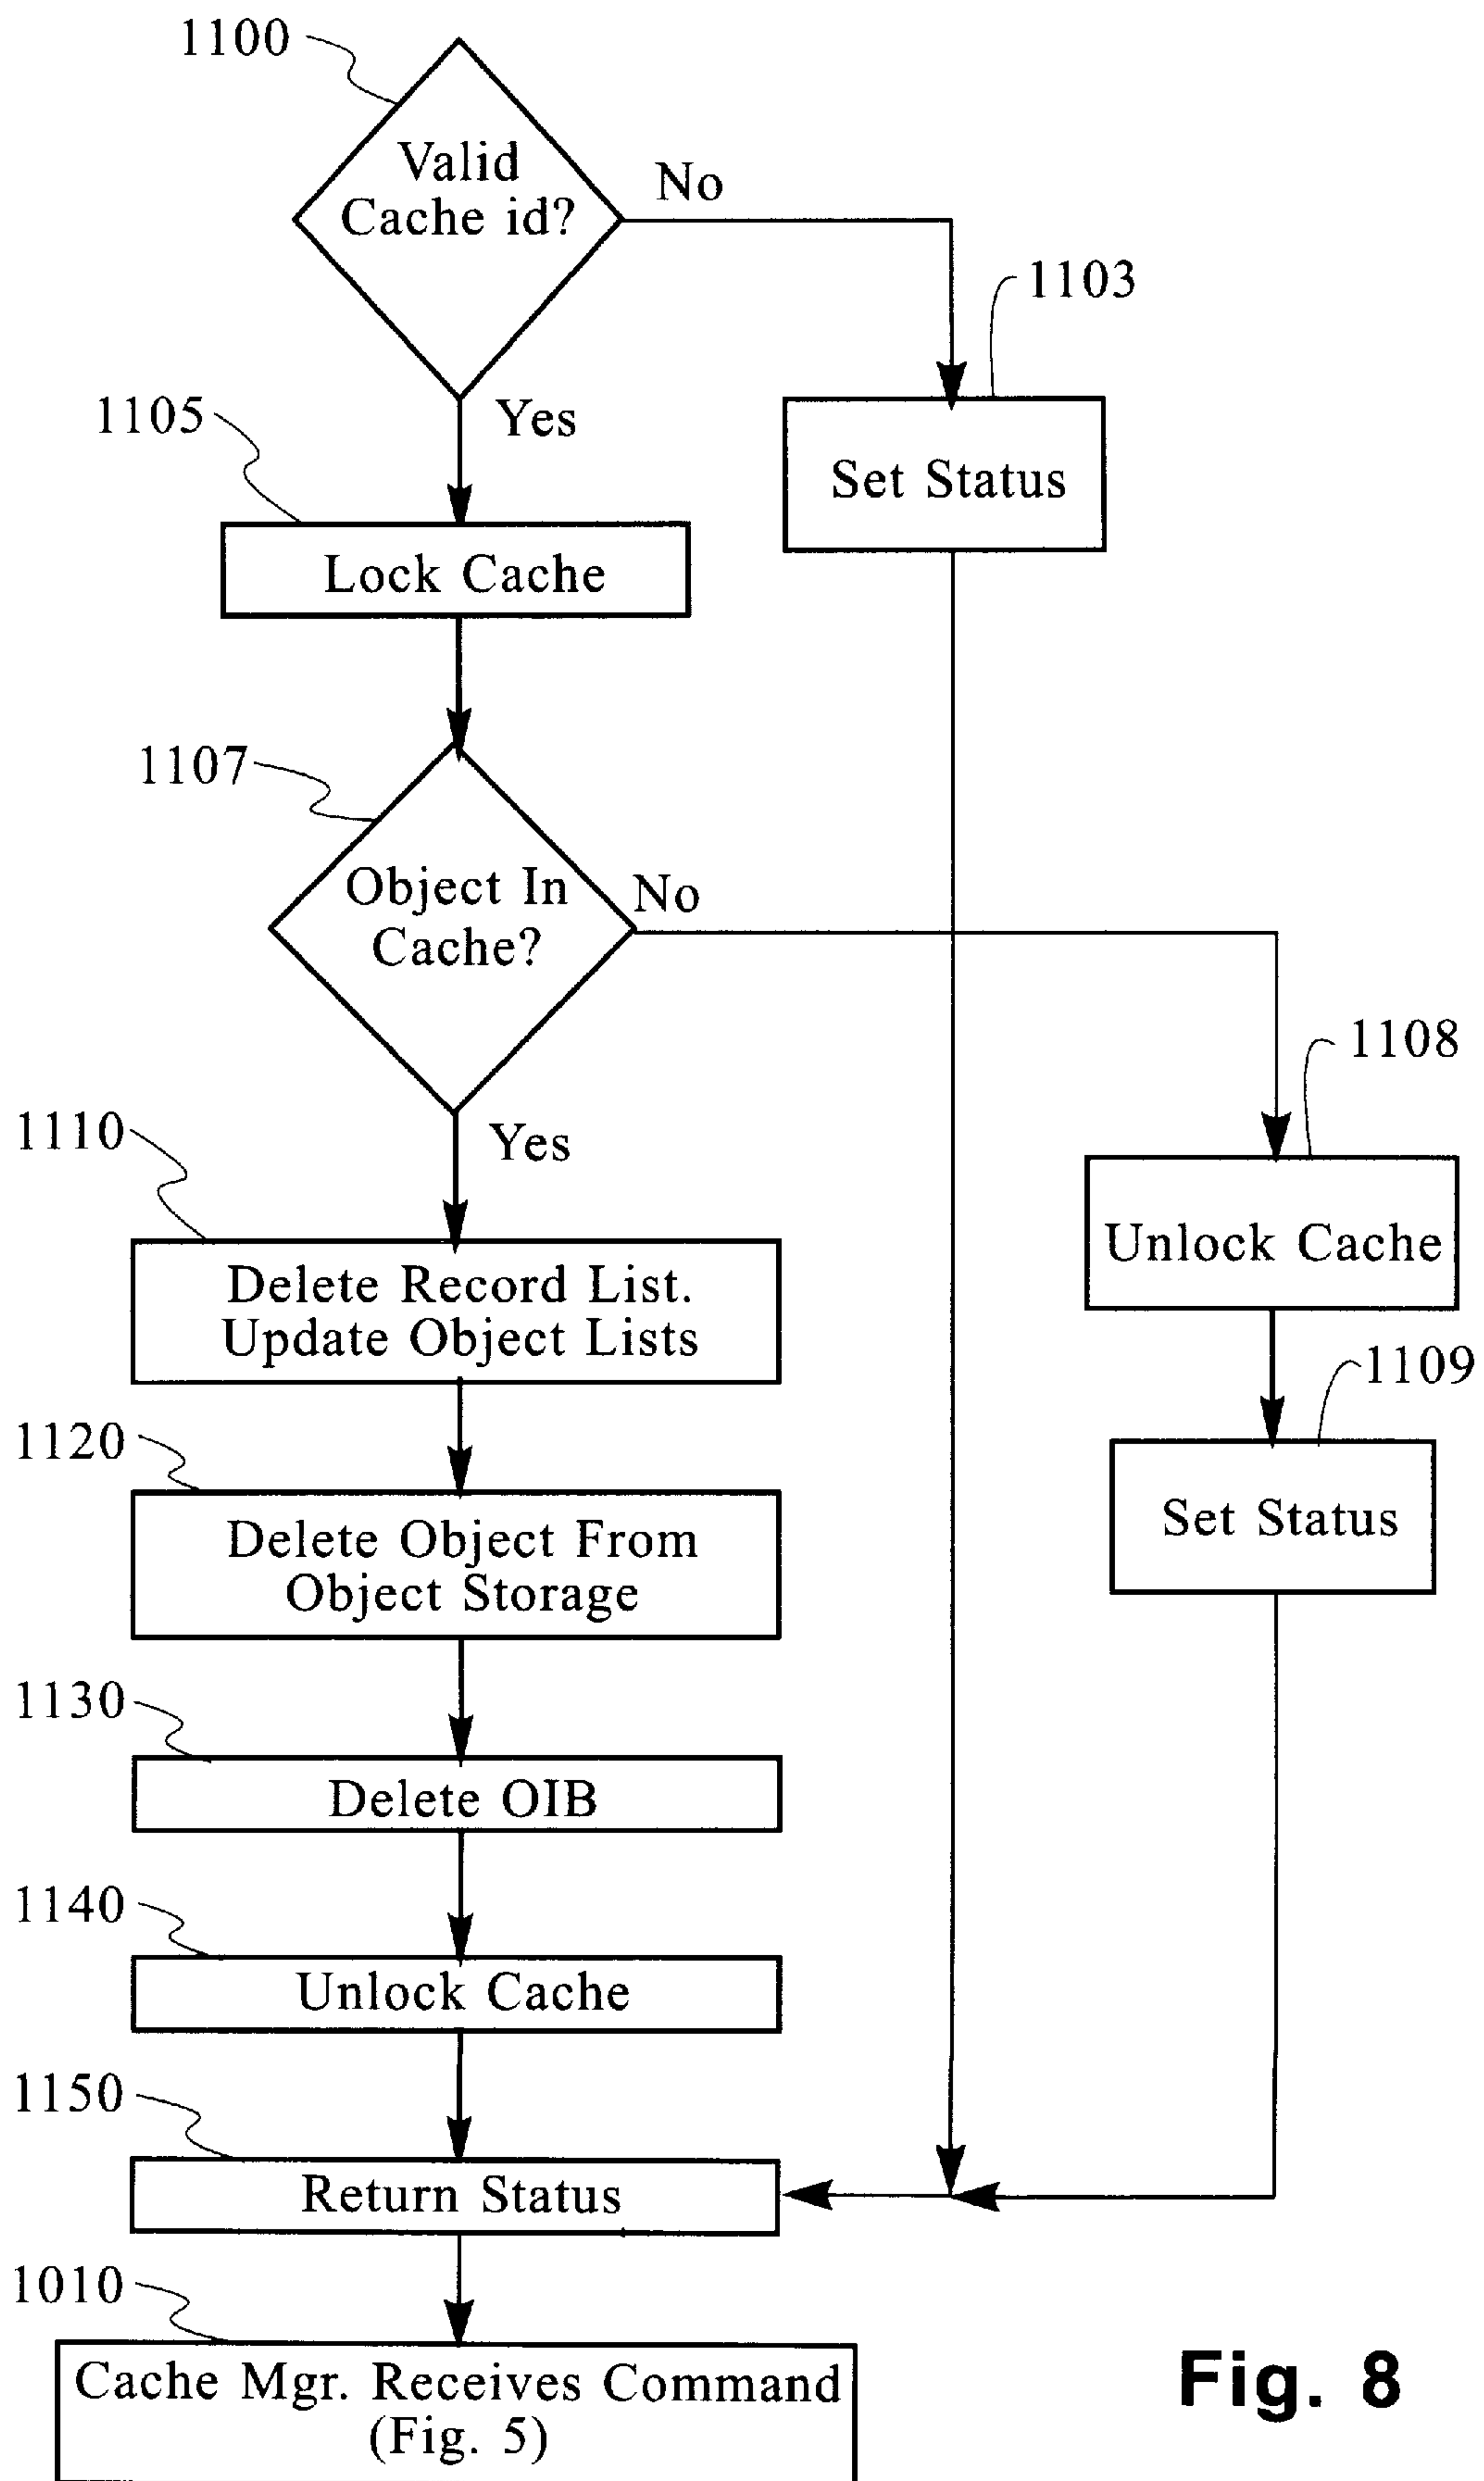 1100
Valid
Cache id?
No
1103
Set Status
1105
Yes
Lock Cache
1107
Object In
Cache?
No
1108
Unlock Cache
1109
Set Status
1110
Yes
Delete Record List.
Update Object Lists
1120
Delete Object From
Object Storage
1130
Delete OIB
1140
Unlock Cache
1150
Return Status
1010
Cache Mgr. Receives Command
(Fig. 5)
Fig. 8